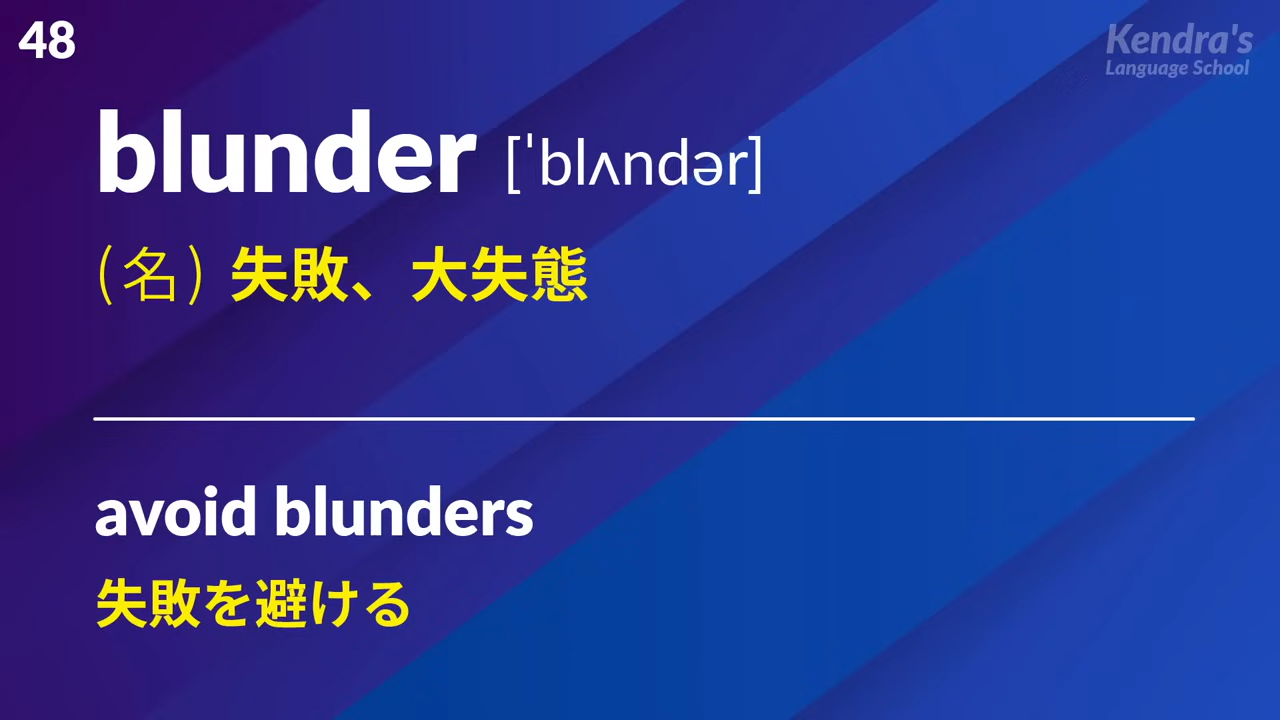 48
Kendra's
Language School
blunder [ˈblʌndər]
(名) 失敗、大失態
avoid blunders
失敗を避ける